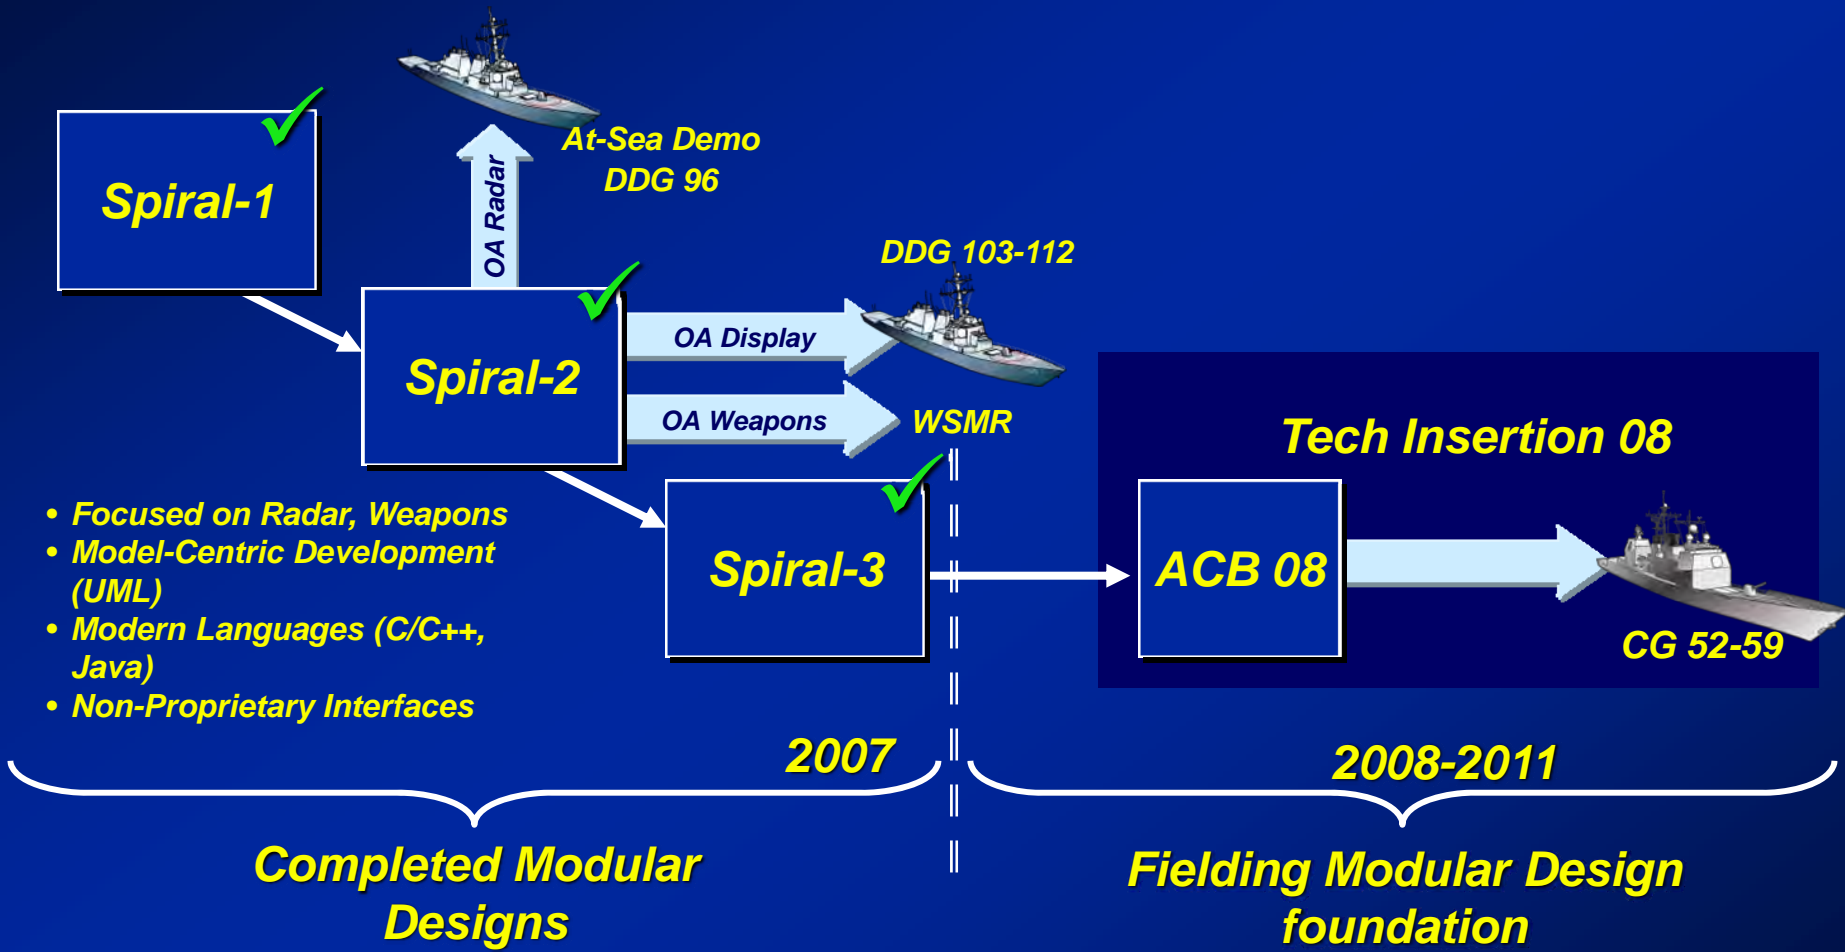 Spiral-1
OA Radar
At-Sea Demo
DDG 96
Spiral-2
OA Display
DDG 103-112
OA Weapons
WSMR
• Focused on Radar, Weapons
• Model-Centric Development
(UML)
• Modern Languages (C/C++,
Java)
• Non-Proprietary Interfaces
Spiral-3
Tech Insertion 08
ACB 08
CG 52-59
2007
2008-2011
Completed Modular
Designs
Fielding Modular Design
foundation